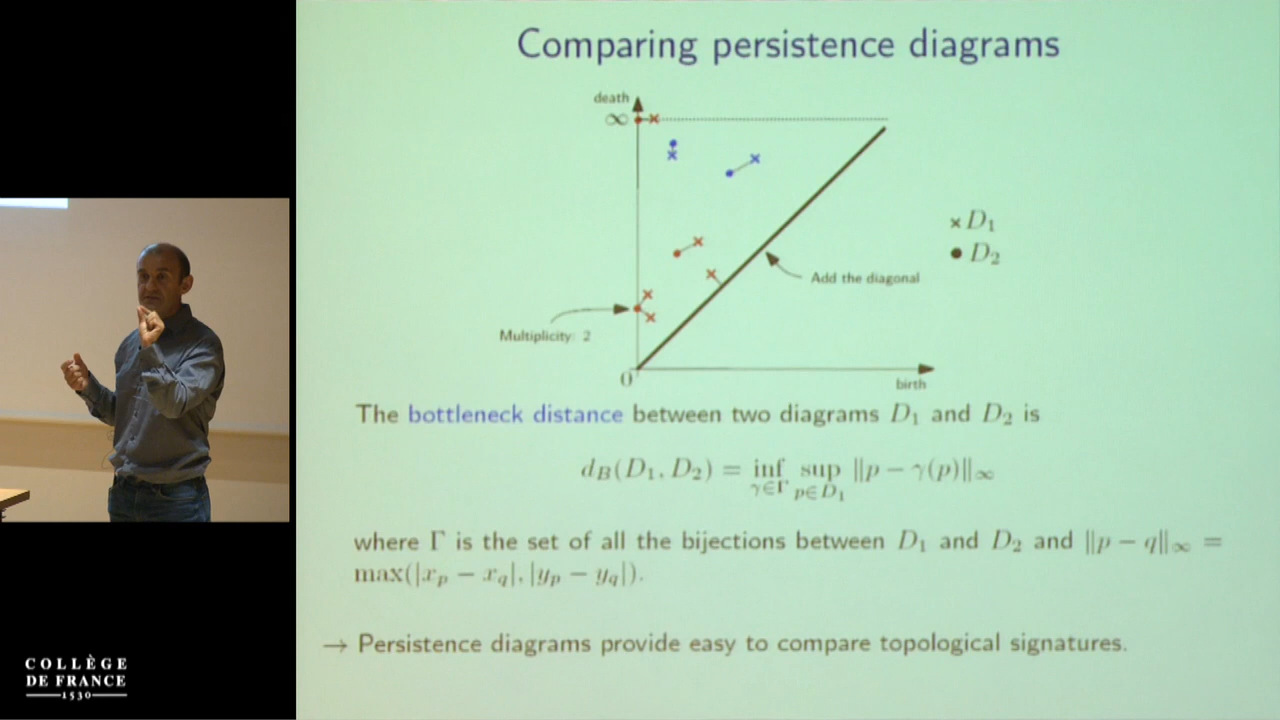 Comparing persistence diagrams
death
∞
× D₁
● D₂
Add the diagonal
Multiplicity: 2
0
birth
The bottleneck distance between two diagrams D₁ and D₂ is
d_B(D₁, D₂) = inf_{γ∈Γ} sup_{p∈D₁} ||p − γ(p)||_∞
where Γ is the set of all the bijections between D₁ and D₂ and ||p − q||_∞ =
max(|x_p − x_q|, |y_p − y_q|).
→ Persistence diagrams provide easy to compare topological signatures.
COLLÈGE
DE FRANCE
1530